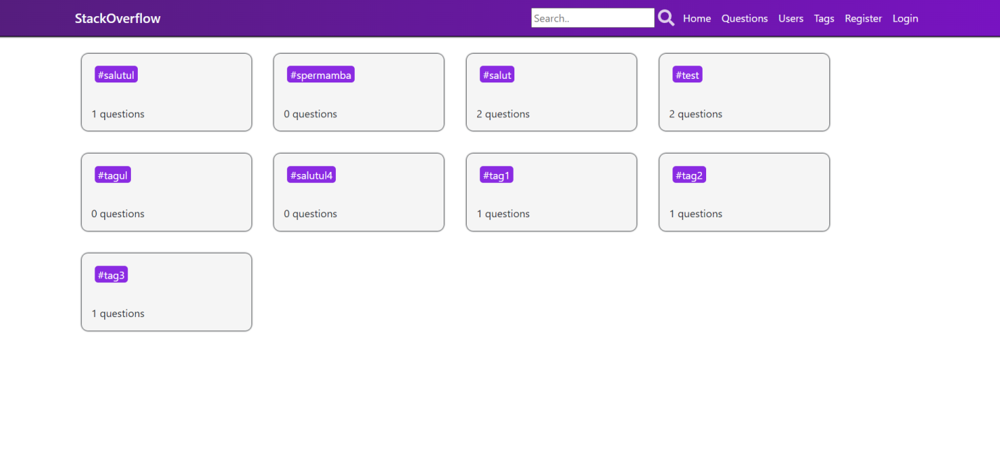 StackOverflow Search.. Home Questions Users Tags Register Login
#salutul #spermamba #salut #test
1 questions 0 questions 2 questions 2 questions
#tagul #salutul4 #tag1 #tag2
0 questions 0 questions 1 questions 1 questions
#tag3
1 questions